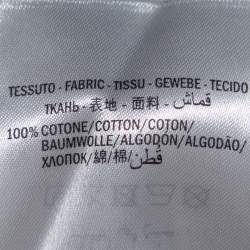 TESSUTO - FABRIC - TISSU - GEWEBE - TECIDO
ТКАНЬ - 表地 - 面料 - قماش
100% COTONE/COTTON/COTON/
BAUMWOLLE/ALGODON/ALGODÃO/
ХЛОПОК/綿/棉/قطن